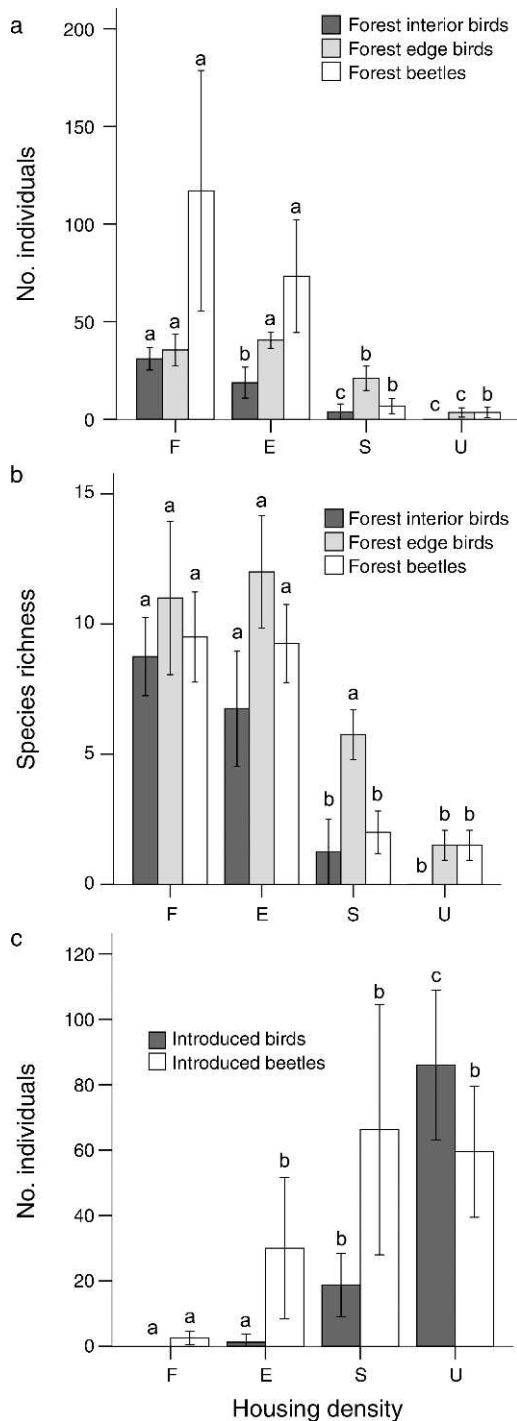 a
200
150
100
50
0
No. individuals
Forest interior birds
Forest edge birds
Forest beetles
a a a
b a a
c b b
c c b
F E S U
b
15
10
5
0
Species richness
Forest interior birds
Forest edge birds
Forest beetles
a a a
a a a
b a b
b b b
F E S U
c
120
100
80
60
40
20
0
No. individuals
Introduced birds
Introduced beetles
a a
a b
b b
c b
F E S U
Housing density